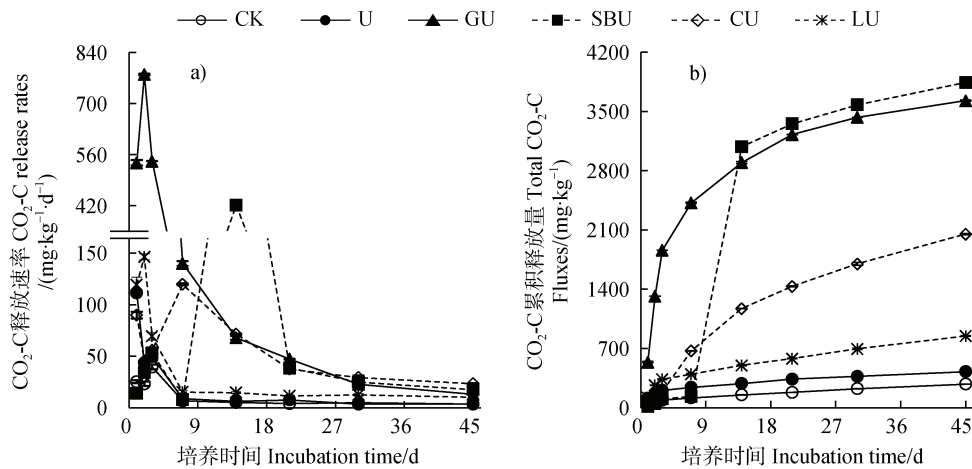 CK U GU SBU CU LU
a)
CO₂-C释放速率 CO₂-C release rates
/(mg·kg⁻¹·d⁻¹)
840
700
560
420
150
100
50
0
0 9 18 27 36 45
培养时间 Incubation time/d
b)
CO₂-C累积释放量 Total CO₂-C
Fluxes/(mg·kg⁻¹)
4200
3500
2800
2100
1400
700
0
0 9 18 27 36 45
培养时间 Incubation time/d